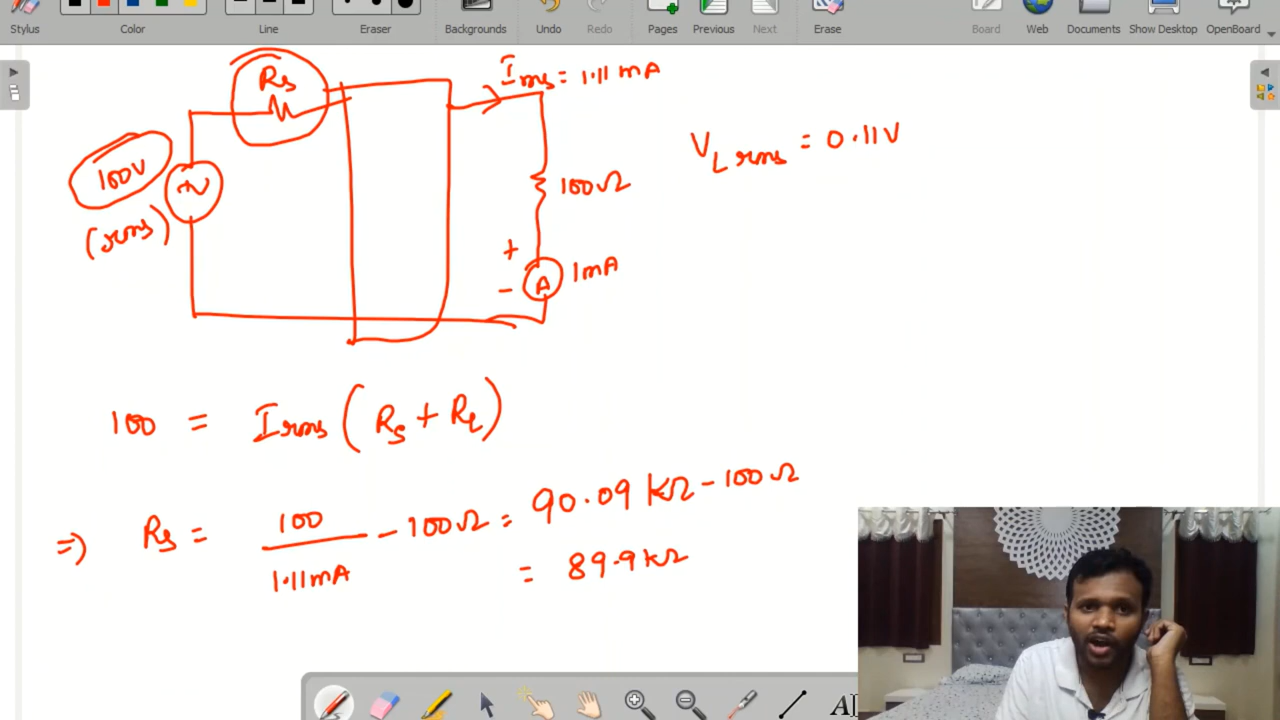 Stylus Color Line Eraser Backgrounds Undo Redo Pages Previous Next Erase Board Web Documents Show Desktop OpenBoard
Rs
Irms = 1.11 mA
100V
(rms)
VL rms = 0.11V
100Ω
+
A 1mA
-
100 = Irms (Rs + RL)
⇒ Rs = 100/1.11mA - 100Ω = 90.09 kΩ - 100Ω
= 89.9 kΩ
A